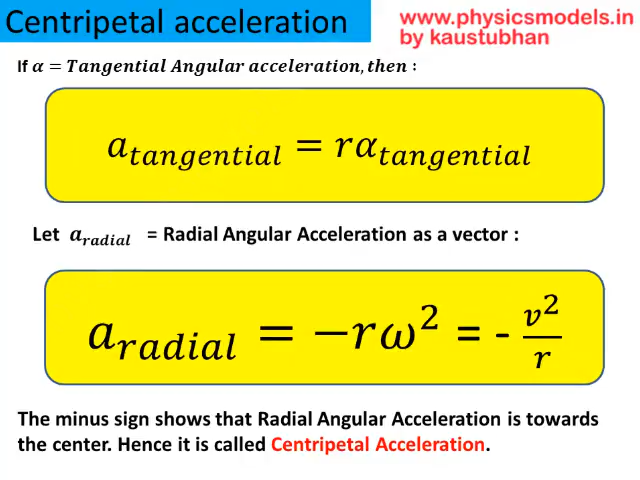 Centripetal acceleration
www.physicsmodels.in
by kaustubhan
If α = Tangential Angular acceleration, then :
a_tangential = rα_tangential
Let a_radial = Radial Angular Acceleration as a vector :
a_radial = −rω² = - v²/r
The minus sign shows that Radial Angular Acceleration is towards
the center. Hence it is called Centripetal Acceleration.